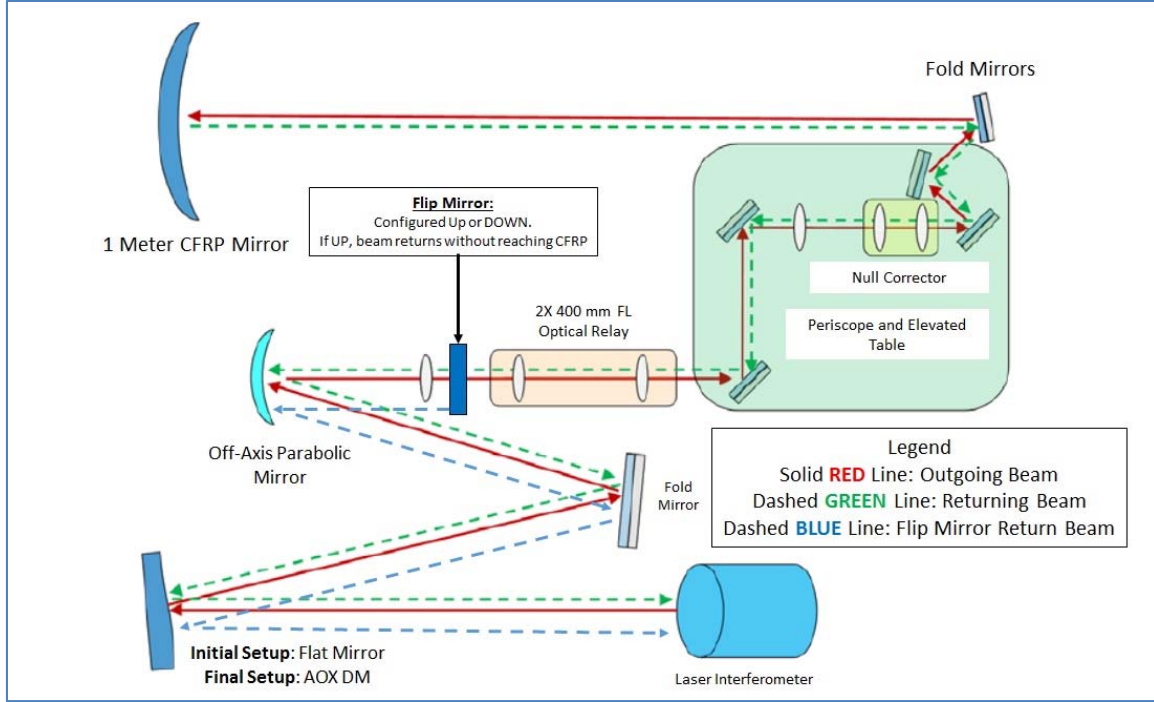 Fold Mirrors
1 Meter CFRP Mirror
Flip Mirror:
Configured Up or DOWN.
If UP, beam returns without reaching CFRP
Null Corrector
Periscope and Elevated
Table
2X 400 mm FL
Optical Relay
Off-Axis Parabolic
Mirror
Fold
Mirror
Legend
Solid RED Line: Outgoing Beam
Dashed GREEN Line: Returning Beam
Dashed BLUE Line: Flip Mirror Return Beam
Initial Setup: Flat Mirror
Final Setup: AOX DM
Laser Interferometer